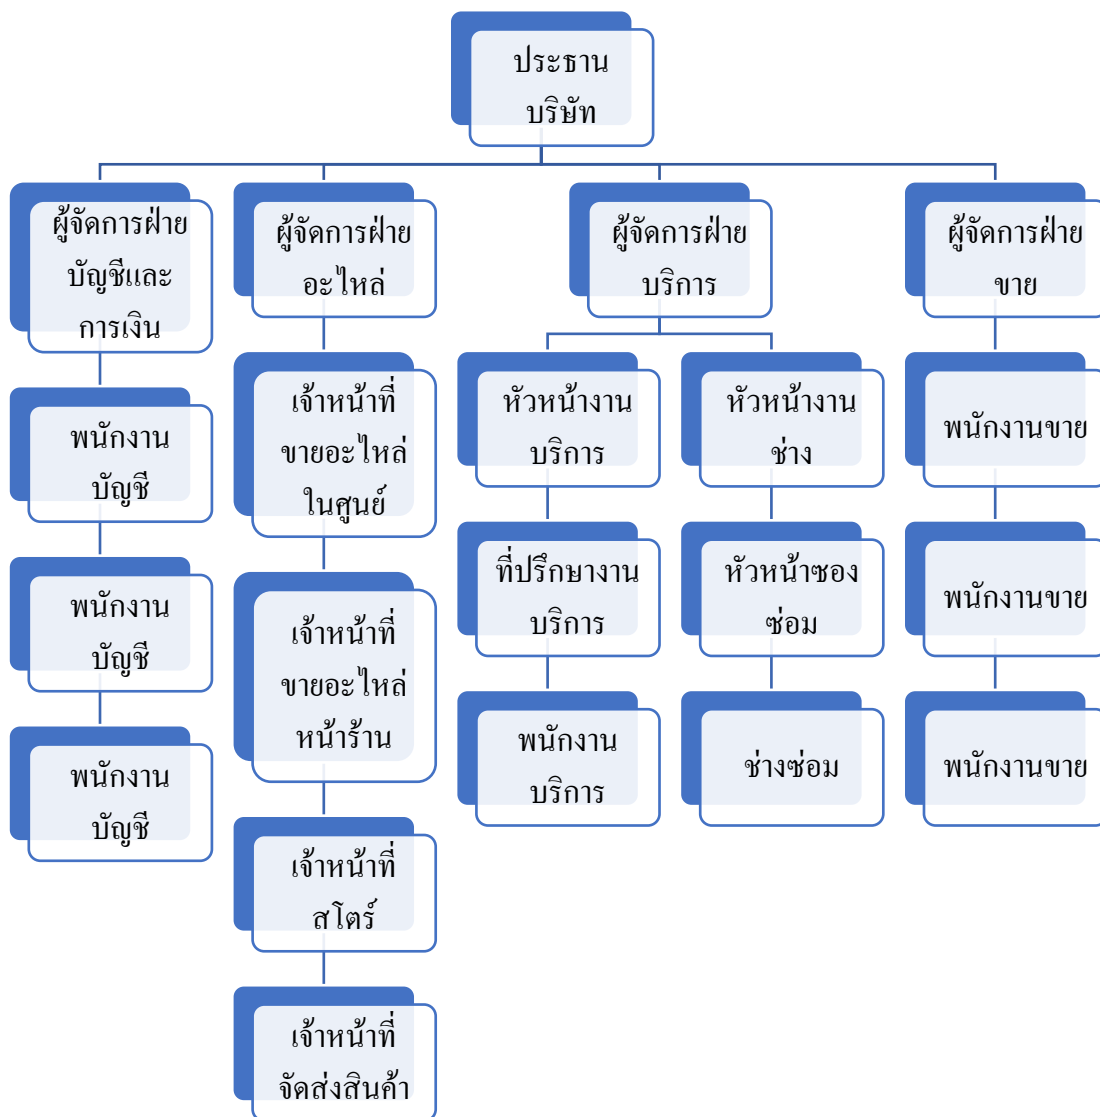 ประธาน
บริษัท
ผู้จัดการฝ่าย
บัญชีและ
การเงิน
ผู้จัดการฝ่าย
อะไหล่
ผู้จัดการฝ่าย
บริการ
ผู้จัดการฝ่าย
ขาย
พนักงาน
บัญชี
พนักงาน
บัญชี
พนักงาน
บัญชี
เจ้าหน้าที่
ขายอะไหล่
ในศูนย์
เจ้าหน้าที่
ขายอะไหล่
หน้าร้าน
เจ้าหน้าที่
สโตร์
เจ้าหน้าที่
จัดส่งสินค้า
หัวหน้างาน
บริการ
ที่ปรึกษางาน
บริการ
พนักงาน
บริการ
หัวหน้างาน
ช่าง
หัวหน้าซอง
ซ่อม
ช่างซ่อม
พนักงานขาย
พนักงานขาย
พนักงานขาย